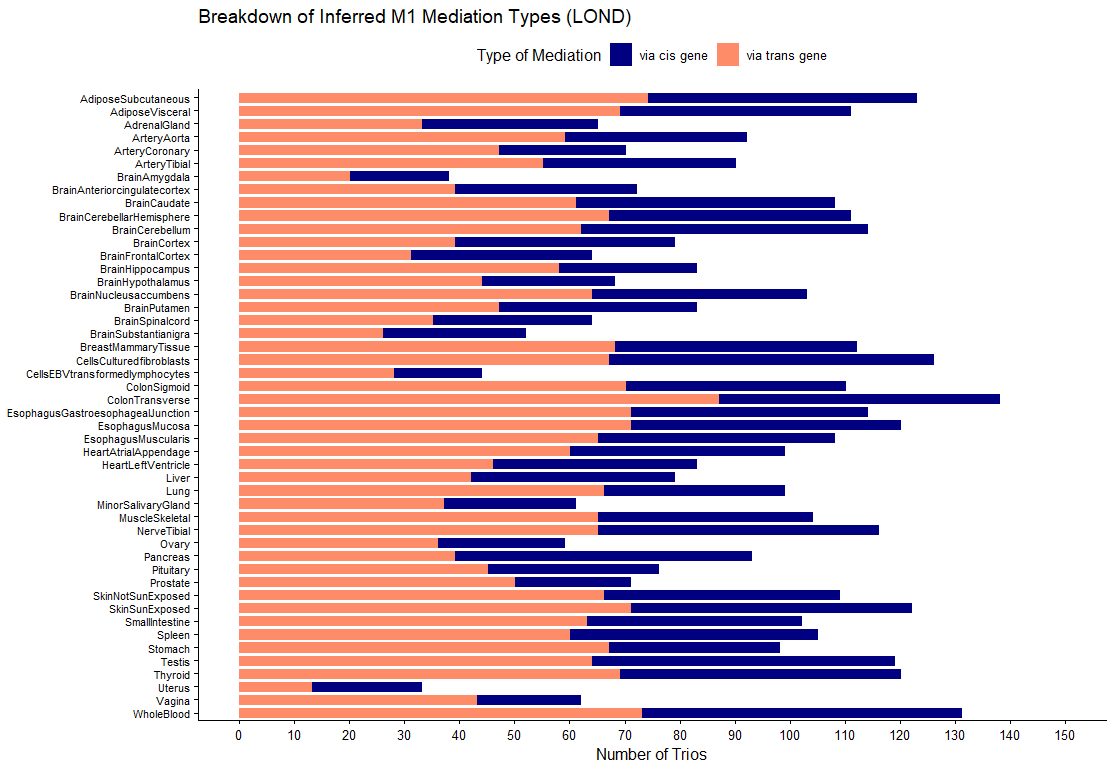 Breakdown of Inferred M1 Mediation Types (LOND)
Type of Mediation via cis gene via trans gene
AdiposeSubcutaneous
AdiposeVisceral
AdrenalGland
ArteryAorta
ArteryCoronary
ArteryTibial
BrainAmygdala
BrainAnteriorcingulatecortex
BrainCaudate
BrainCerebellarHemisphere
BrainCerebellum
BrainCortex
BrainFrontalCortex
BrainHippocampus
BrainHypothalamus
BrainNucleusaccumbens
BrainPutamen
BrainSpinalcord
BrainSubstantianigra
BreastMammaryTissue
CellsCulturedfibroblasts
CellsEBVtransformedlymphocytes
ColonSigmoid
ColonTransverse
EsophagusGastroesophagealJunction
EsophagusMucosa
EsophagusMuscularis
HeartAtrialAppendage
HeartLeftVentricle
Liver
Lung
MinorSalivaryGland
MuscleSkeletal
NerveTibial
Ovary
Pancreas
Pituitary
Prostate
SkinNotSunExposed
SkinSunExposed
SmallIntestine
Spleen
Stomach
Testis
Thyroid
Uterus
Vagina
WholeBlood
0 10 20 30 40 50 60 70 80 90 100 110 120 130 140 150
Number of Trios